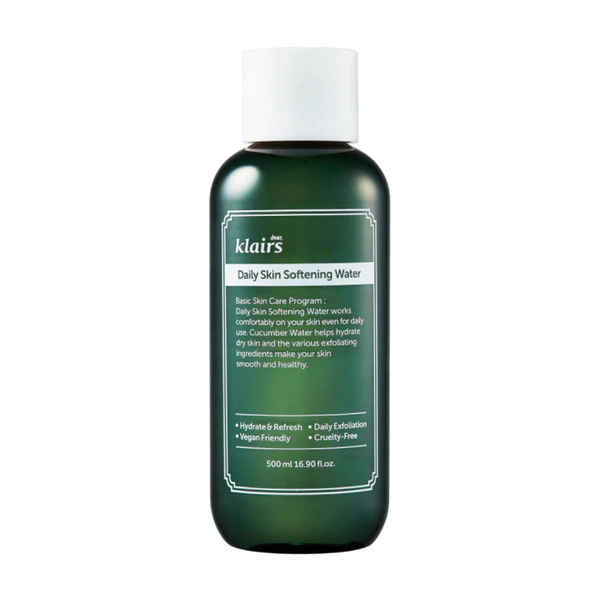 dear,
klairs
Daily Skin Softening Water
Basic Skin Care Program :
Daily Skin Softening Water works
comfortably on your skin even for daily
use. Cucumber Water helps hydrate
dry skin and the various exfoliating
ingredients make your skin
smooth and healthy.
• Hydrate & Refresh • Daily Exfoliation
• Vegan Friendly • Cruelty-Free
500 ml 16.90 fl.oz.